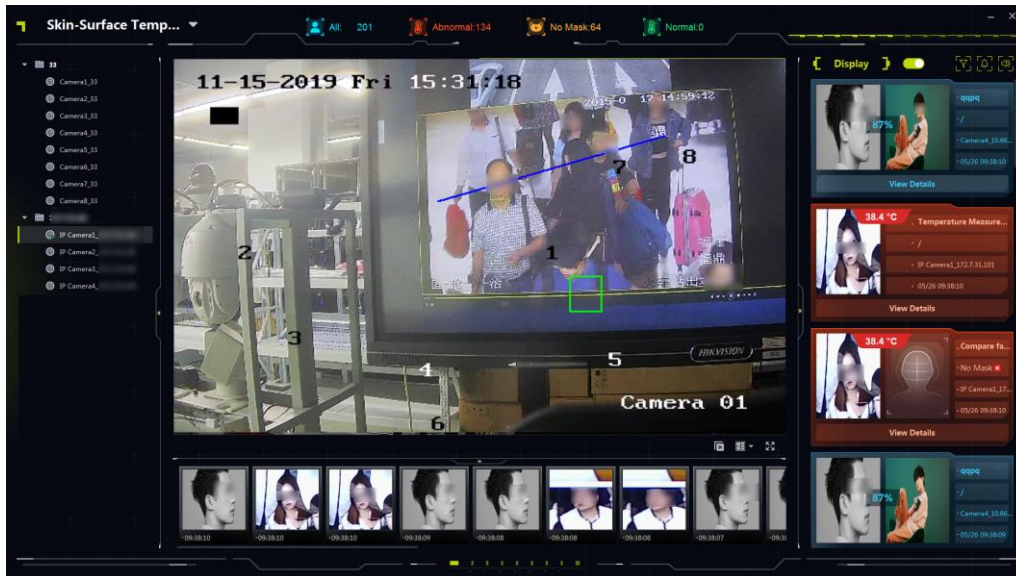 Skin-Surface Temp...
All: 201
Abnormal:134
No Mask:64
Normal:0
33
Camera1_33
Camera2_33
Camera3_33
Camera4_33
Camera5_33
Camera6_33
Camera7_33
Camera8_33
IP Camera1_
IP Camera2_
IP Camera3_
IP Camera4_
11-15-2019 Fri 15:31:18
17:14:59:12
7
8
1
2
3
4
5
6
HIKVISION
Camera 01
Display
87%
qqpq
/
Camera4_10.66...
05/26 09:38:10
View Details
38.4 °C
Temperature Measure...
/
IP Camera1_172.7.31.101
05/26 09:38:10
View Details
38.4 °C
Compare fa...
No Mask
IP Camera1_17...
05/26 09:38:10
View Details
87%
qqpq
/
Camera4_10.66...
05/26 09:38:09
09:38:10
09:38:10
09:38:10
09:38:09
09:38:08
09:38:08
09:38:08
09:38:07